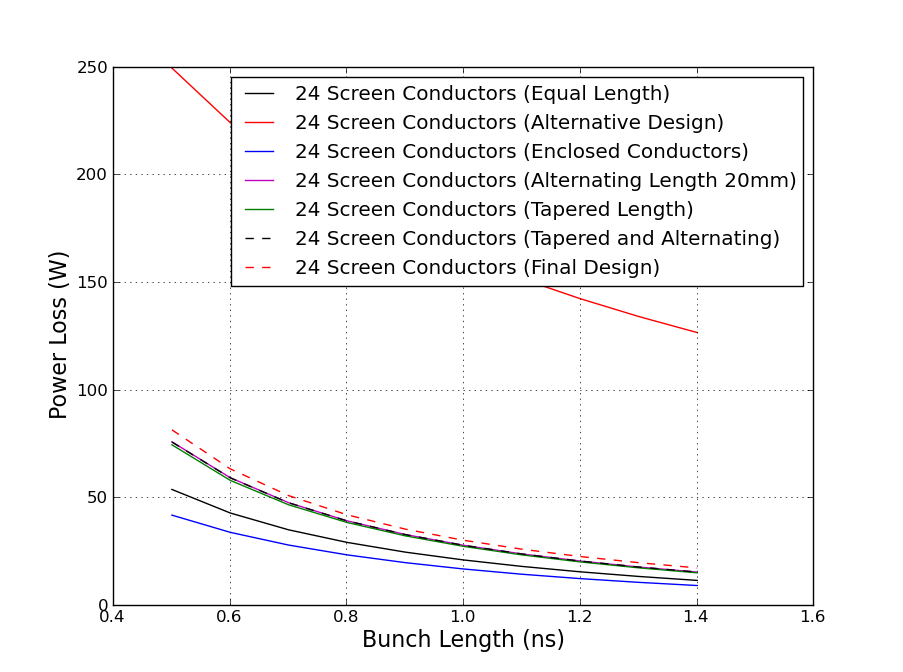 250
200
150
100
50
0
0.4
0.6
0.8
1.0
1.2
1.4
1.6
Power Loss (W)
Bunch Length (ns)
24 Screen Conductors (Equal Length)
24 Screen Conductors (Alternative Design)
24 Screen Conductors (Enclosed Conductors)
24 Screen Conductors (Alternating Length 20mm)
24 Screen Conductors (Tapered Length)
24 Screen Conductors (Tapered and Alternating)
24 Screen Conductors (Final Design)